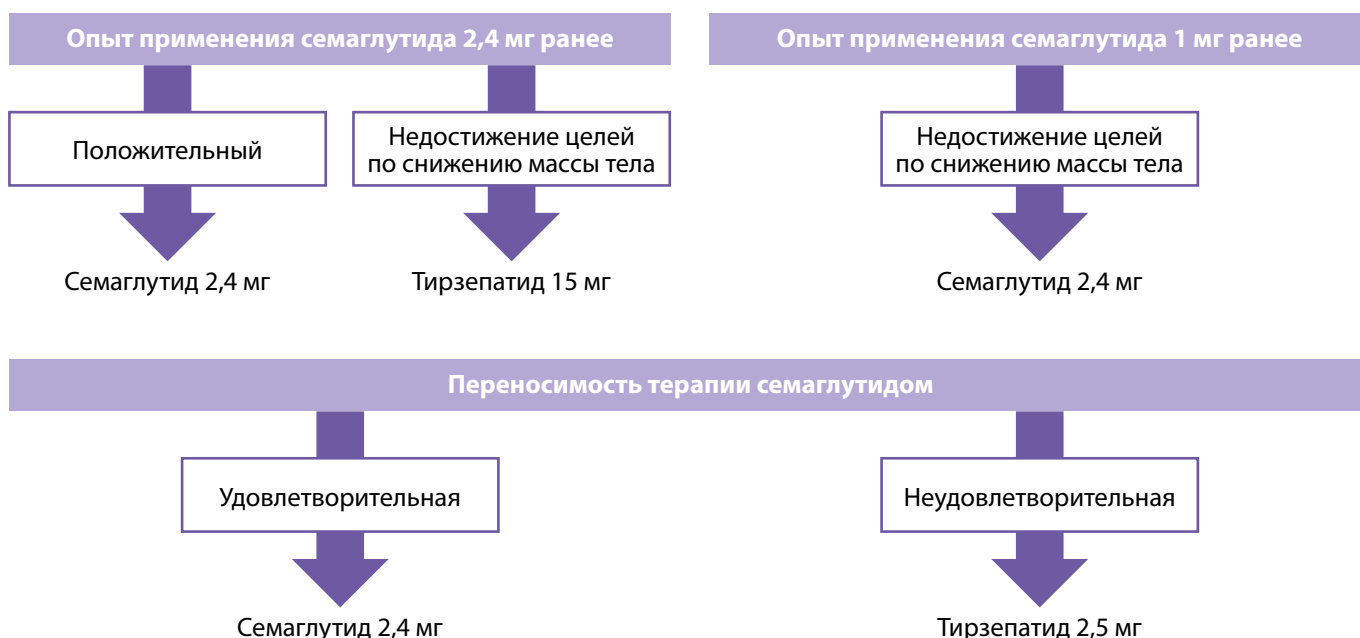 Опыт применения семаглутида 2,4 мг ранее
Опыт применения семаглутида 1 мг ранее
Положительный
Недостижение целей
по снижению массы тела
Недостижение целей
по снижению массы тела
Семаглутид 2,4 мг
Тирзепатид 15 мг
Семаглутид 2,4 мг
Переносимость терапии семаглутидом
Удовлетворительная
Неудовлетворительная
Семаглутид 2,4 мг
Тирзепатид 2,5 мг